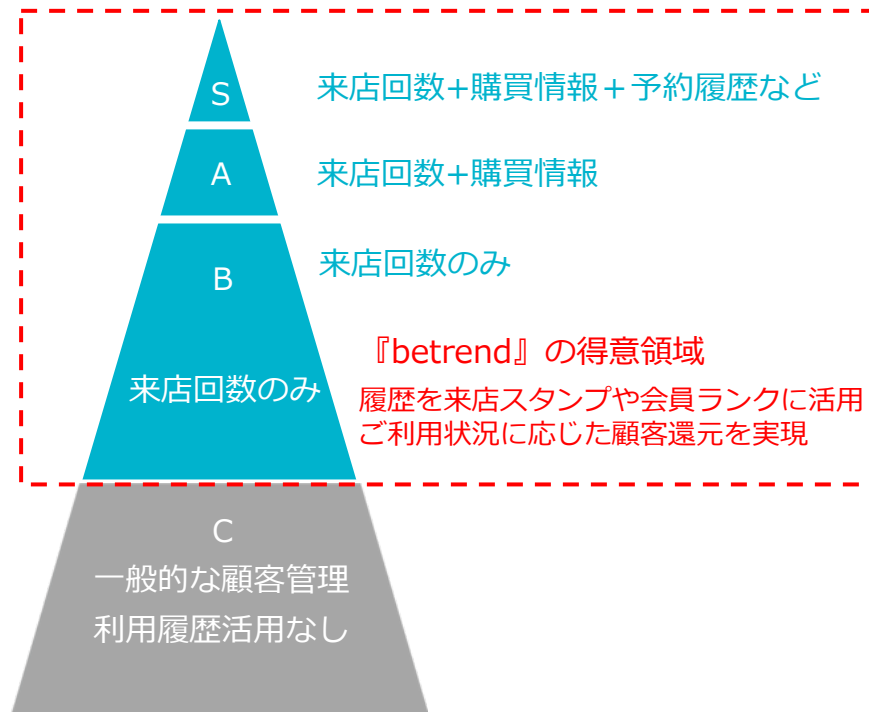 S
来店回数+購買情報＋予約履歴など
A
来店回数+購買情報
B
来店回数のみ
来店回数のみ
『betrend』の得意領域
履歴を来店スタンプや会員ランクに活用
ご利用状況に応じた顧客還元を実現
C
一般的な顧客管理
利用履歴活用なし